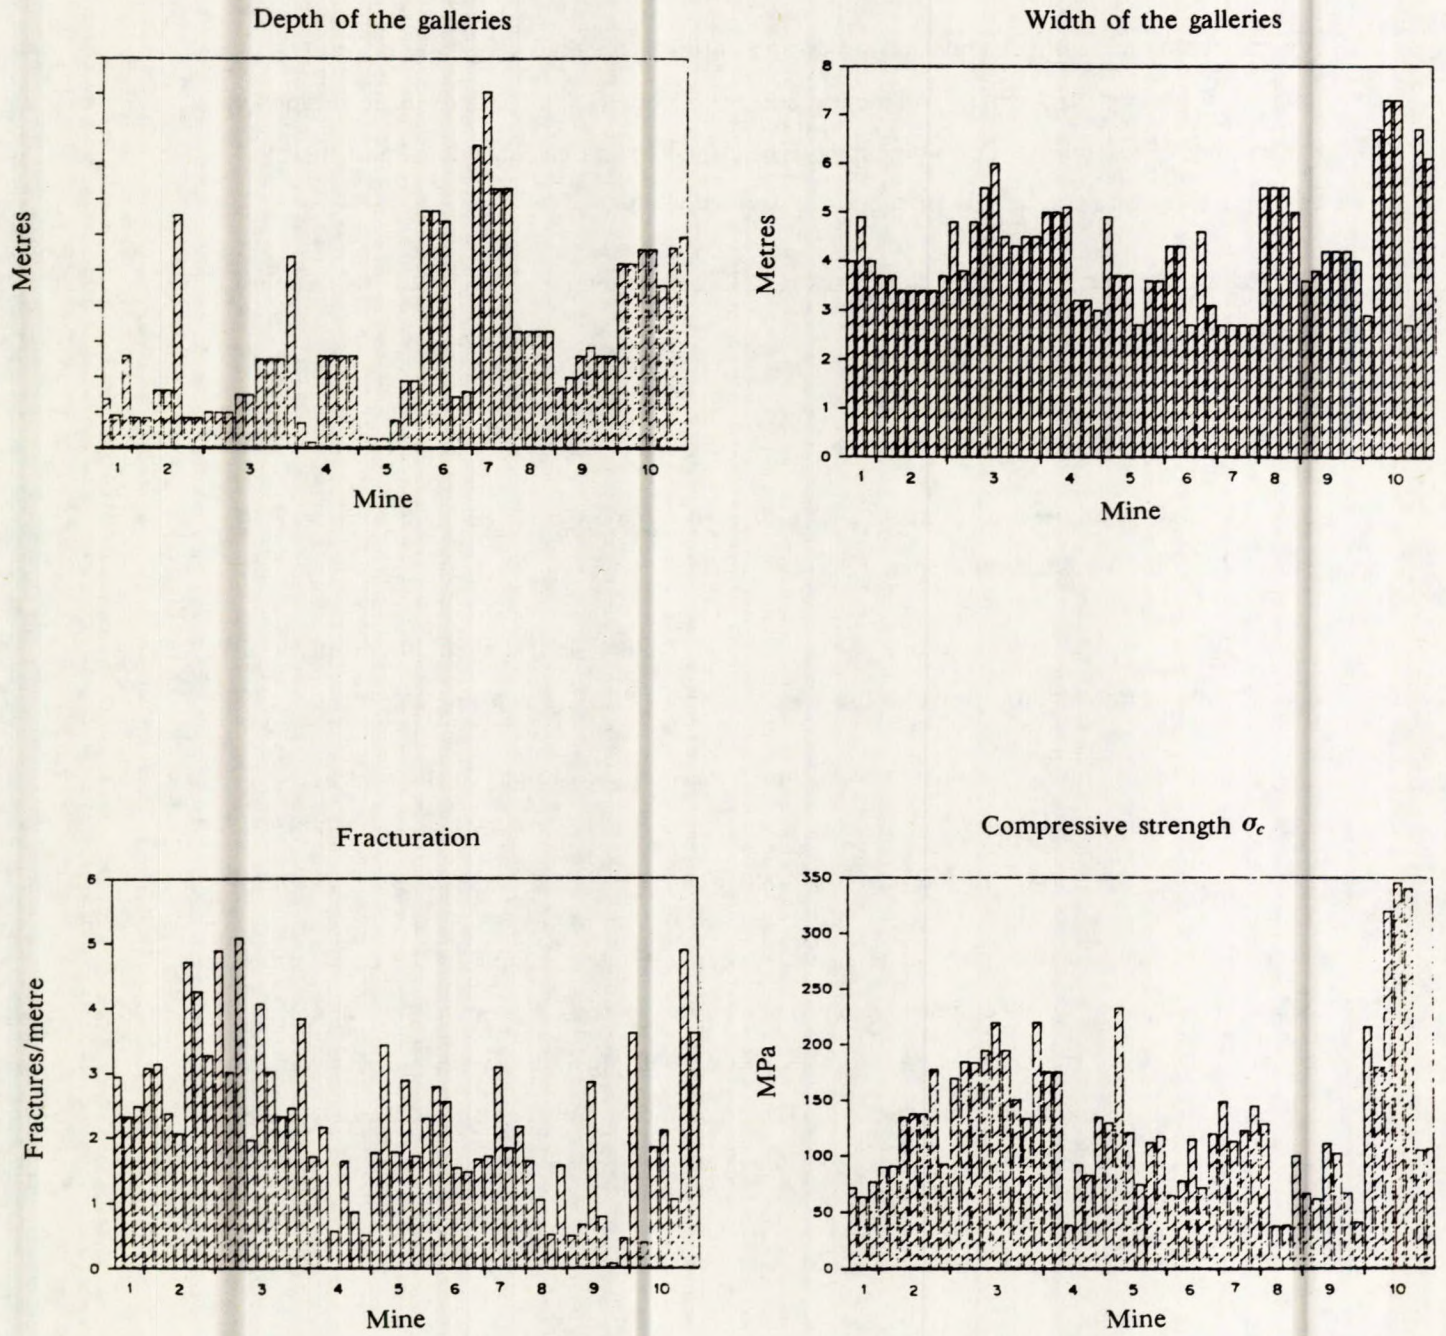 Depth of the galleries
Metres
1 2 3 4 5 6 7 8 9 10
Mine
Width of the galleries
Metres
8
7
6
5
4
3
2
1
0
1 2 3 4 5 6 7 8 9 10
Mine
Fracturation
Fractures/metre
6
5
4
3
2
1
0
1 2 3 4 5 6 7 8 9 10
Mine
Compressive strength σc
MPa
350
300
250
200
150
100
50
0
1 2 3 4 5 6 7 8 9 10
Mine